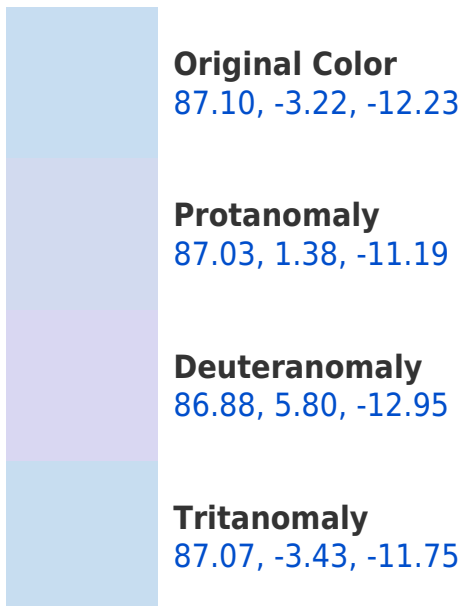 Original Color
87.10, -3.22, -12.23
Protanomaly
87.03, 1.38, -11.19
Deuteranomaly
86.88, 5.80, -12.95
Tritanomaly
87.07, -3.43, -11.75